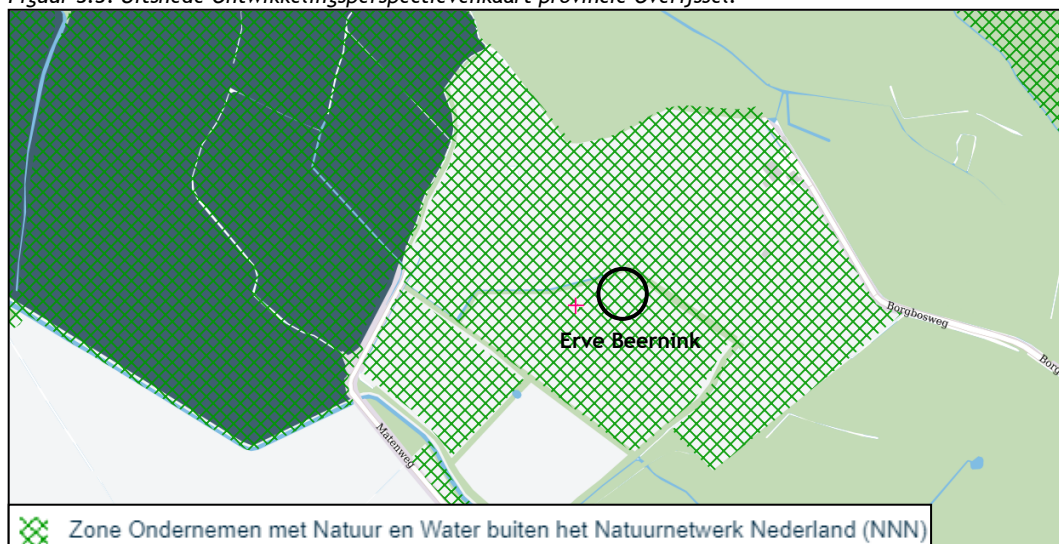 Figuur 3.3: Uitsnede Ontwikkelingsperspectievenkaart provincie Overijssel.
Borgbosweg
Borg
Erve Beernink
Matenweg
Zone Ondernemen met Natuur en Water buiten het Natuurnetwerk Nederland (NNN)